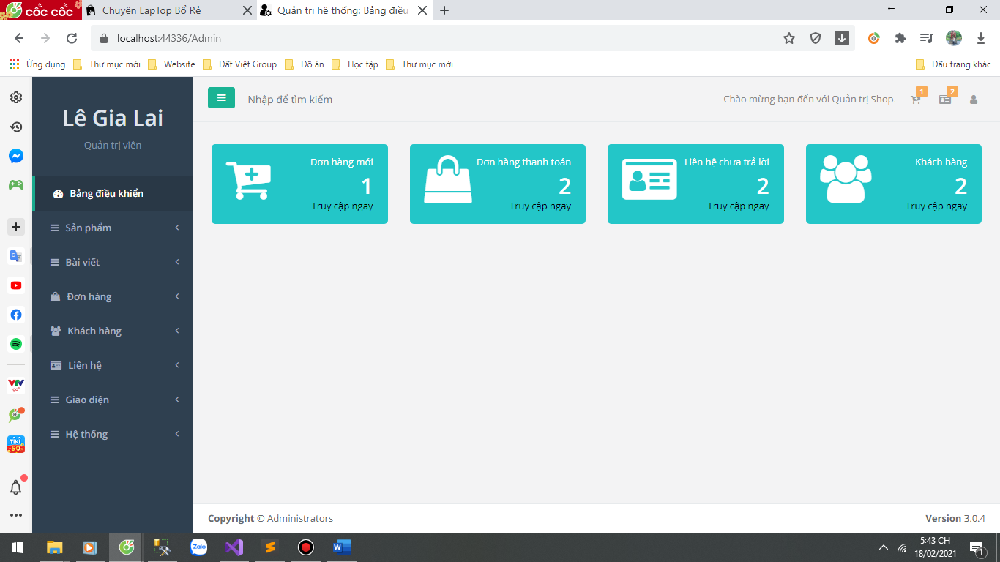 cốc cốc
Chuyên LapTop Bổ Rẻ
Quản trị hệ thống: Bảng điều
localhost:44336/Admin
Ứng dụng
Thư mục mới
Website
Đất Việt Group
Đồ án
Học tập
Thư mục mới
Dấu trang khác
Lê Gia Lai
Quản trị viên
Bảng điều khiển
Sản phẩm
Bài viết
Đơn hàng
Khách hàng
Liên hệ
Giao diện
Hệ thống
Nhập để tìm kiếm
Chào mừng bạn đến với Quản trị Shop.
1
2
Đơn hàng mới
1
Truy cập ngay
Đơn hàng thanh toán
2
Truy cập ngay
Liên hệ chưa trả lời
2
Truy cập ngay
Khách hàng
2
Truy cập ngay
VTV
go
TIKI
-50%
Copyright © Administrators
Version 3.0.4
Zalo
5:43 CH
18/02/2021
1